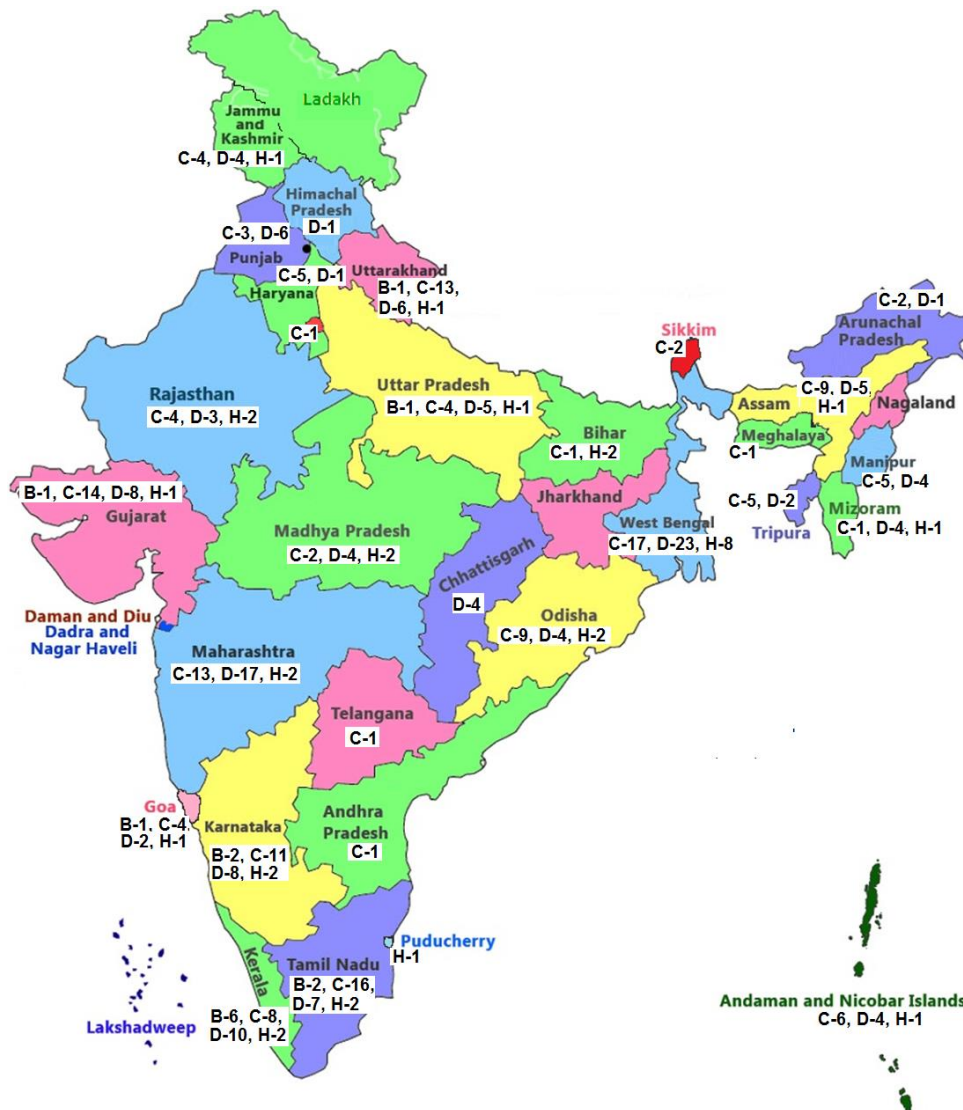 Ladakh
Jammu
and
Kashmir
C-4, D-4, H-1
Himachal
Pradesh
D-1
C-3, D-6
Punjab
C-5, D-1
Haryana
C-1
Uttarakhand
B-1, C-13,
D-6, H-1
Rajasthan
C-4, D-3, H-2
Uttar Pradesh
B-1, C-4, D-5, H-1
Sikkim
C-2
C-2, D-1
Arunachal
Pradesh
Assam
C-9, D-5,
H-1
Nagaland
Meghalaya
C-1
Manipur
C-5, D-4
C-5, D-2
Tripura
Mizoram
C-1, D-4, H-1
Bihar
C-1, H-2
Jharkhand
West Bengal
C-17, D-23, H-8
B-1, C-14, D-8, H-1
Gujarat
Madhya Pradesh
C-2, D-4, H-2
Chhattisgarh
D-4
Odisha
C-9, D-4, H-2
Daman and Diu
Dadra and
Nagar Haveli
Maharashtra
C-13, D-17, H-2
Telangana
C-1
Goa
B-1, C-4,
D-2, H-1
Karnataka
B-2, C-11
D-8, H-2
Andhra
Pradesh
C-1
Puducherry
H-1
Kerala
B-6, C-8,
D-10, H-2
Tamil Nadu
B-2, C-16,
D-7, H-2
Lakshadweep
Andaman and Nicobar Islands
C-6, D-4, H-1